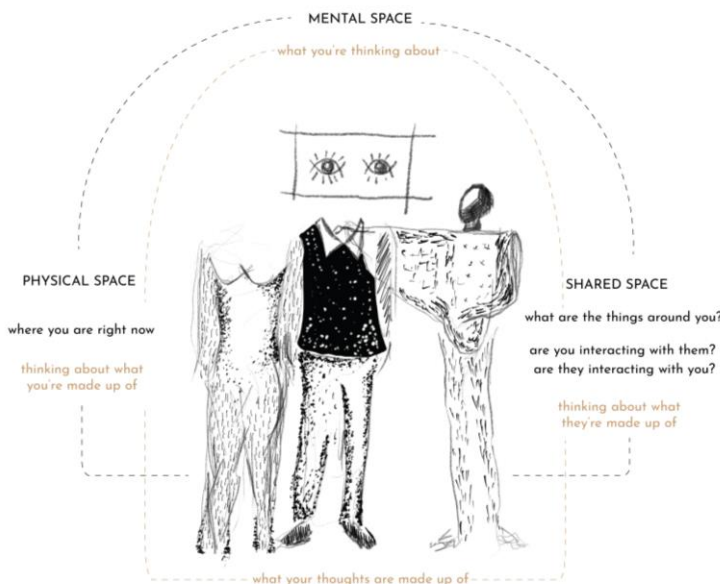 MENTAL SPACE
what you're thinking about
PHYSICAL SPACE
where you are right now
thinking about what
you're made up of
SHARED SPACE
what are the things around you?
are you interacting with them?
are they interacting with you?
thinking about what
they're made up of
what your thoughts are made up of